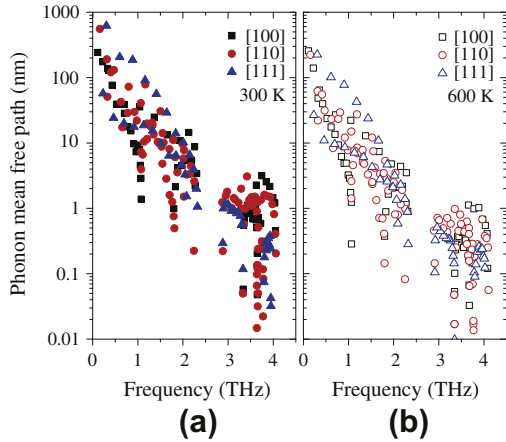 Phonon mean free path (nm)
1000
100
10
1
0.1
0.01
[100]
[110]
[111]
300 K
0 1 2 3 4
Frequency (THz)
(a)
[100]
[110]
[111]
600 K
0 1 2 3 4
Frequency (THz)
(b)